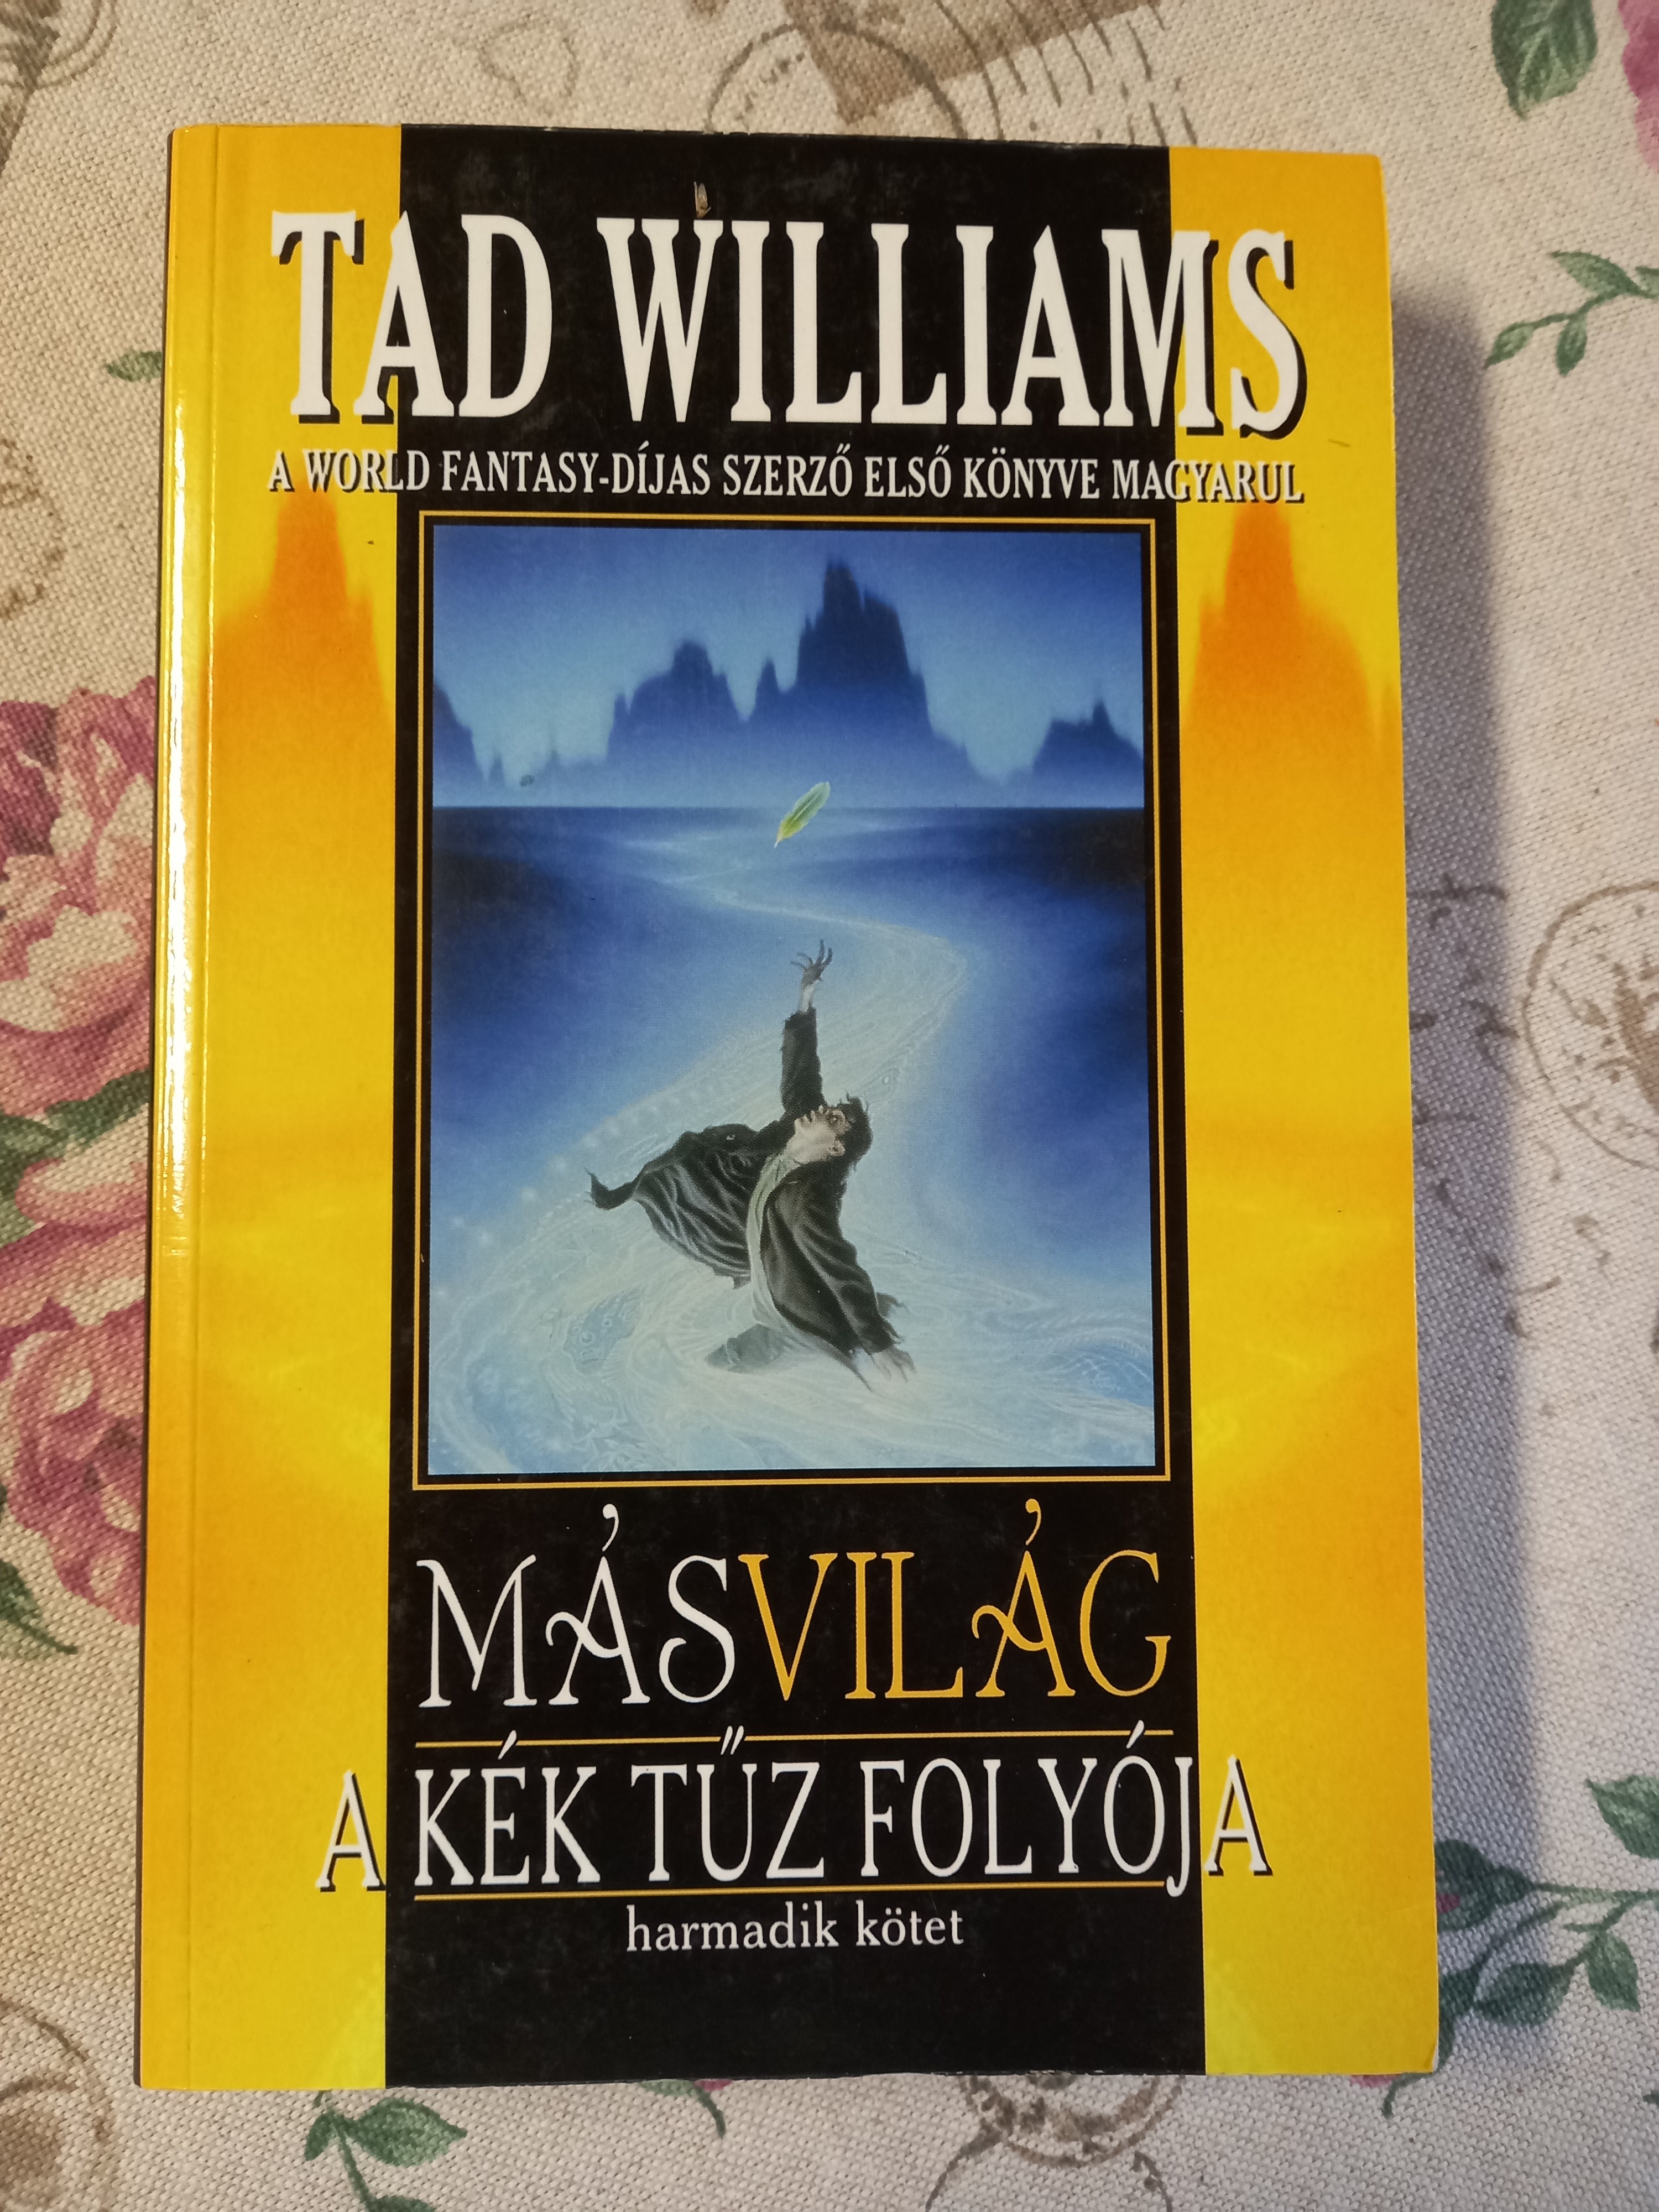 TAD WILLIAMS
A WORLD FANTASY-DÍJAS SZERZŐ ELSŐ KÖNYVE MAGYARUL
MÁSVILÁG
A KÉK TŰZ FOLYÓJA
harmadik kötet